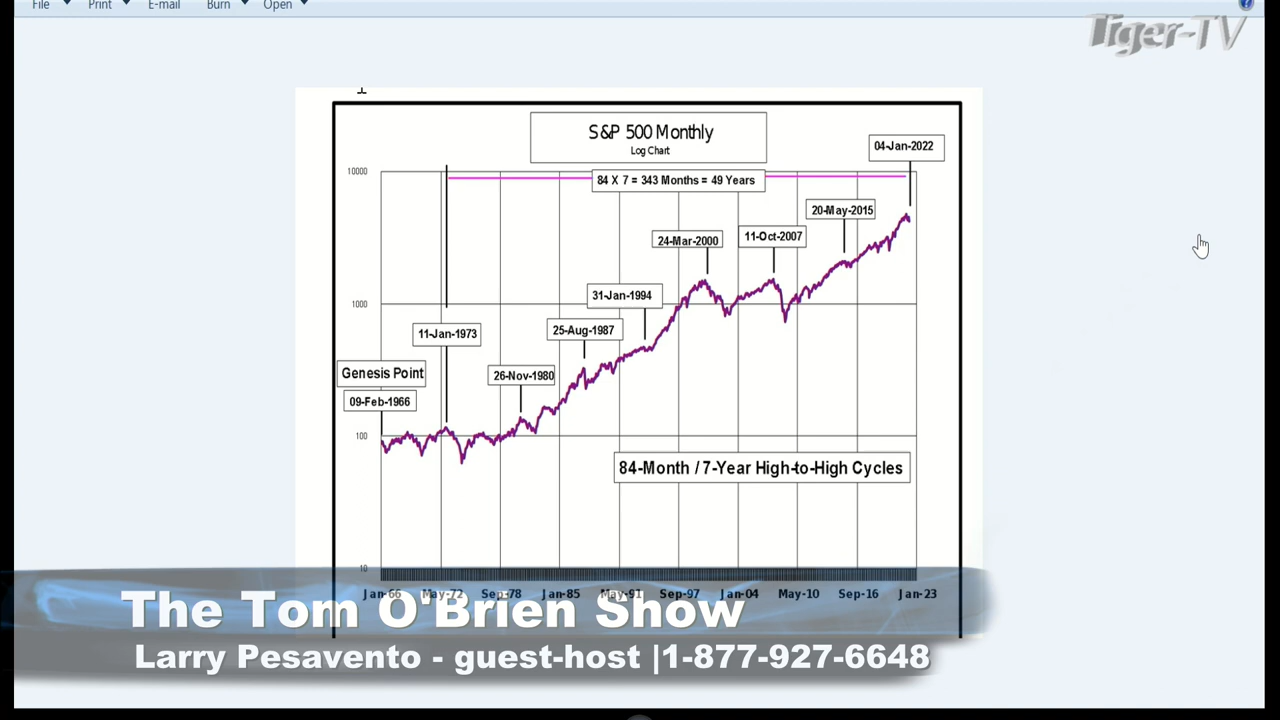 File Print E-mail Burn Open
Tiger-TV
S&P 500 Monthly
Log Chart
04-Jan-2022
10000
84 X 7 = 343 Months = 49 Years
20-May-2015
24-Mar-2000
11-Oct-2007
1000
31-Jan-1994
11-Jan-1973
25-Aug-1987
Genesis Point
26-Nov-1980
09-Feb-1966
100
84-Month / 7-Year High-to-High Cycles
10
Jan-66 May-72 Sep-78 Jan-85 May-91 Sep-97 Jan-04 May-10 Sep-16 Jan-23
The Tom O'Brien Show
Larry Pesavento - guest-host |1-877-927-6648